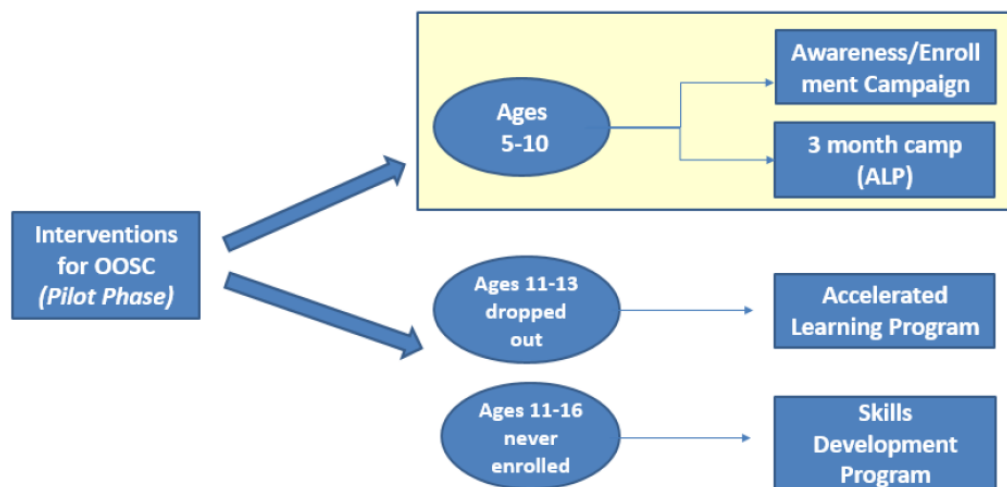 Interventions
for OOSC
(Pilot Phase)
Ages
5-10
Awareness/Enroll
ment Campaign
3 month camp
(ALP)
Ages 11-13
dropped
out
Accelerated
Learning Program
Ages 11-16
never
enrolled
Skills
Development
Program